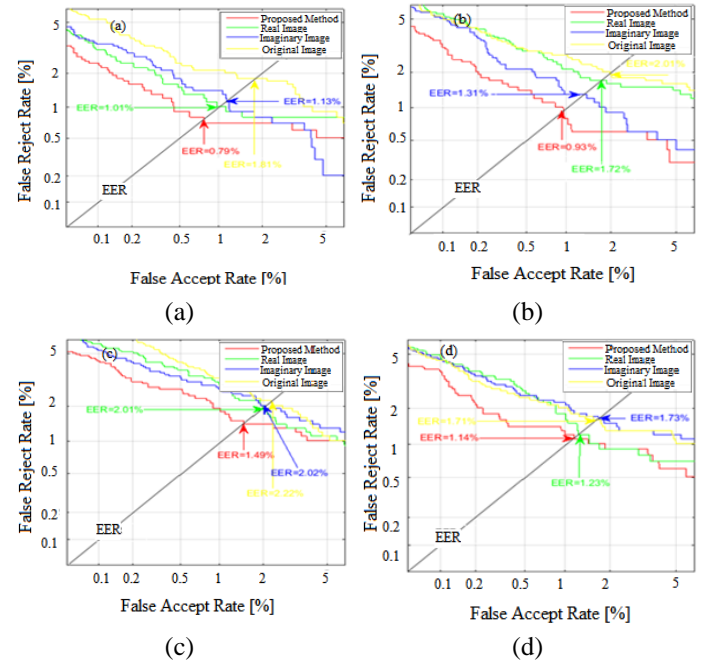 (a)
Proposed Method
Real Image
Imaginary Image
Original Image
EER=1.13%
EER=1.01%
EER=0.79%
EER=1.81%
EER
False Reject Rate [%]
5
2
1
0.5
0.2
0.1
0.1 0.2 0.5 1 2 5
False Accept Rate [%]
(a)
(b)
Proposed Method
Real Image
Imaginary Image
Original Image
EER=2.01%
EER=1.31%
EER=0.93%
EER=1.72%
EER
False Reject Rate [%]
5
2
1
0.5
0.2
0.1
0.1 0.2 0.5 1 2 5
False Accept Rate [%]
(b)
(c)
Proposed Method
Real Image
Imaginary Image
Original Image
EER=2.01%
EER=1.49%
EER=2.02%
EER=2.22%
EER
False Reject Rate [%]
5
2
1
0.5
0.2
0.1
0.1 0.2 0.5 1 2 5
False Accept Rate [%]
(c)
(d)
Proposed Method
Real Image
Imaginary Image
Original Image
EER=1.71%
EER=1.73%
EER=1.14%
EER=1.23%
EER
False Reject Rate [%]
5
2
1
0.5
0.2
0.1
0.1 0.2 0.5 1 2 5
False Accept Rate [%]
(d)